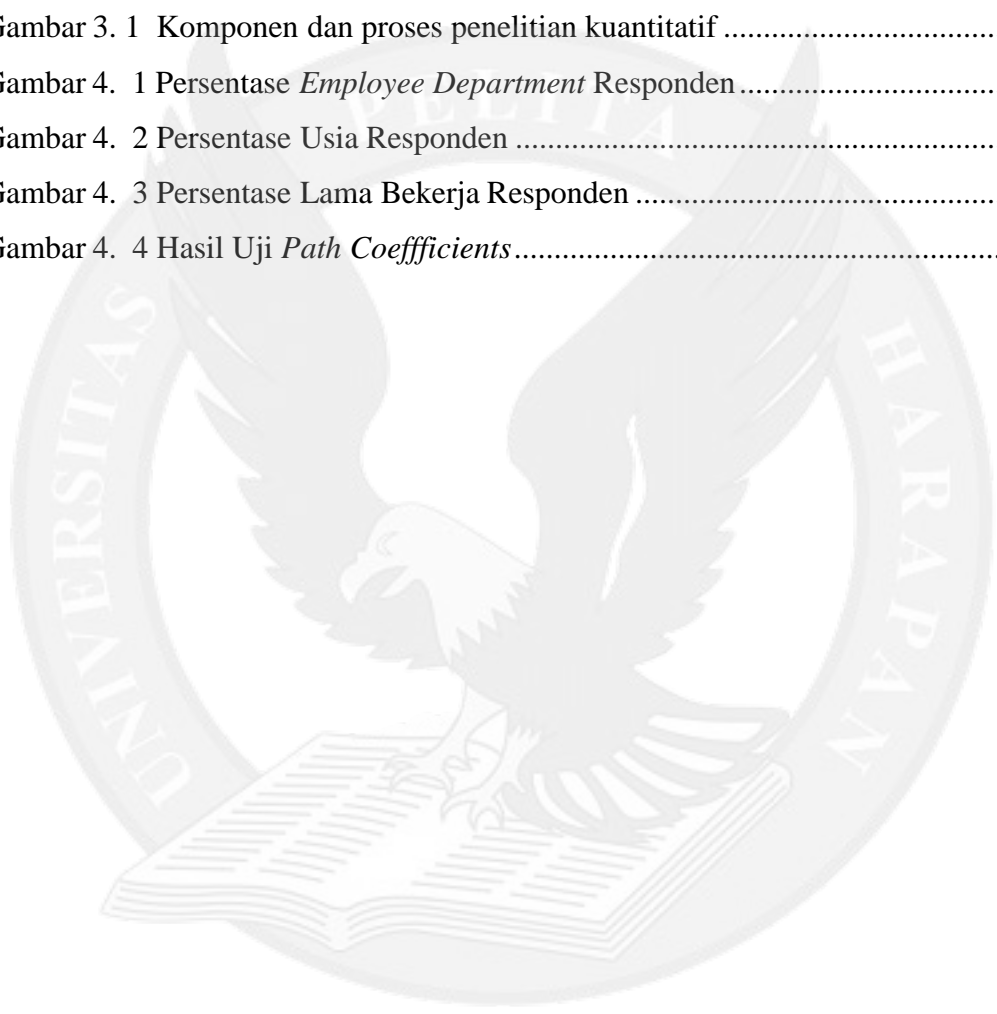 Gambar 3. 1 Komponen dan proses penelitian kuantitatif ..................................
Gambar 4. 1 Persentase Employee Department Responden ................................
Gambar 4. 2 Persentase Usia Responden ............................................................
Gambar 4. 3 Persentase Lama Bekerja Responden .............................................
Gambar 4. 4 Hasil Uji Path Coeffficients .............................................................
UNIVERSITAS PELITA HARAPAN